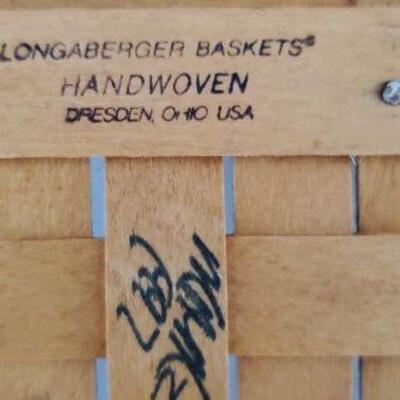 LONGABERGER BASKETS®
HANDWOVEN
DRESDEN, OHIO USA